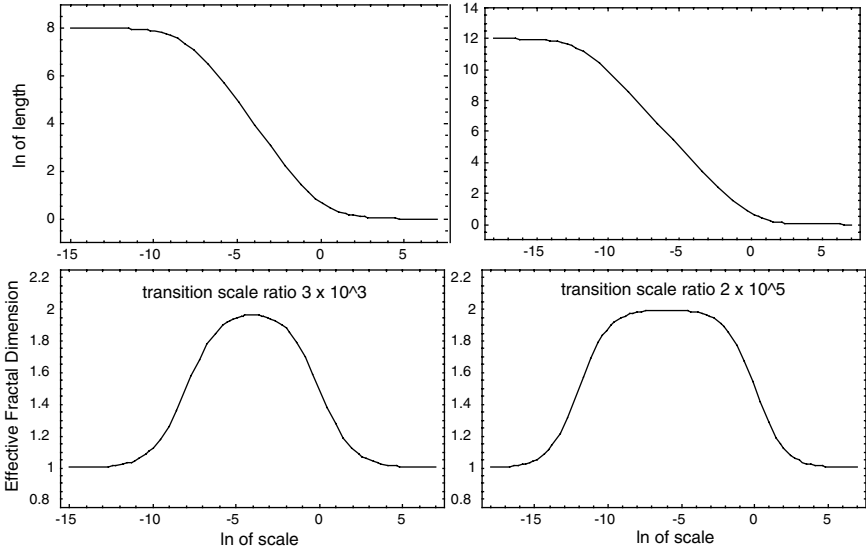 8
6
4
2
0
-15 -10 -5 0 5
ln of length
14
12
10
8
6
4
2
0
-15 -10 -5 0 5
2.2
2
1.8
1.6
1.4
1.2
1
0.8
Effective Fractal Dimension
transition scale ratio 3 x 10^3
-15 -10 -5 0 5
ln of scale
2.2
2
1.8
1.6
1.4
1.2
1
0.8
transition scale ratio 2 x 10^5
-15 -10 -5 0 5
ln of scale